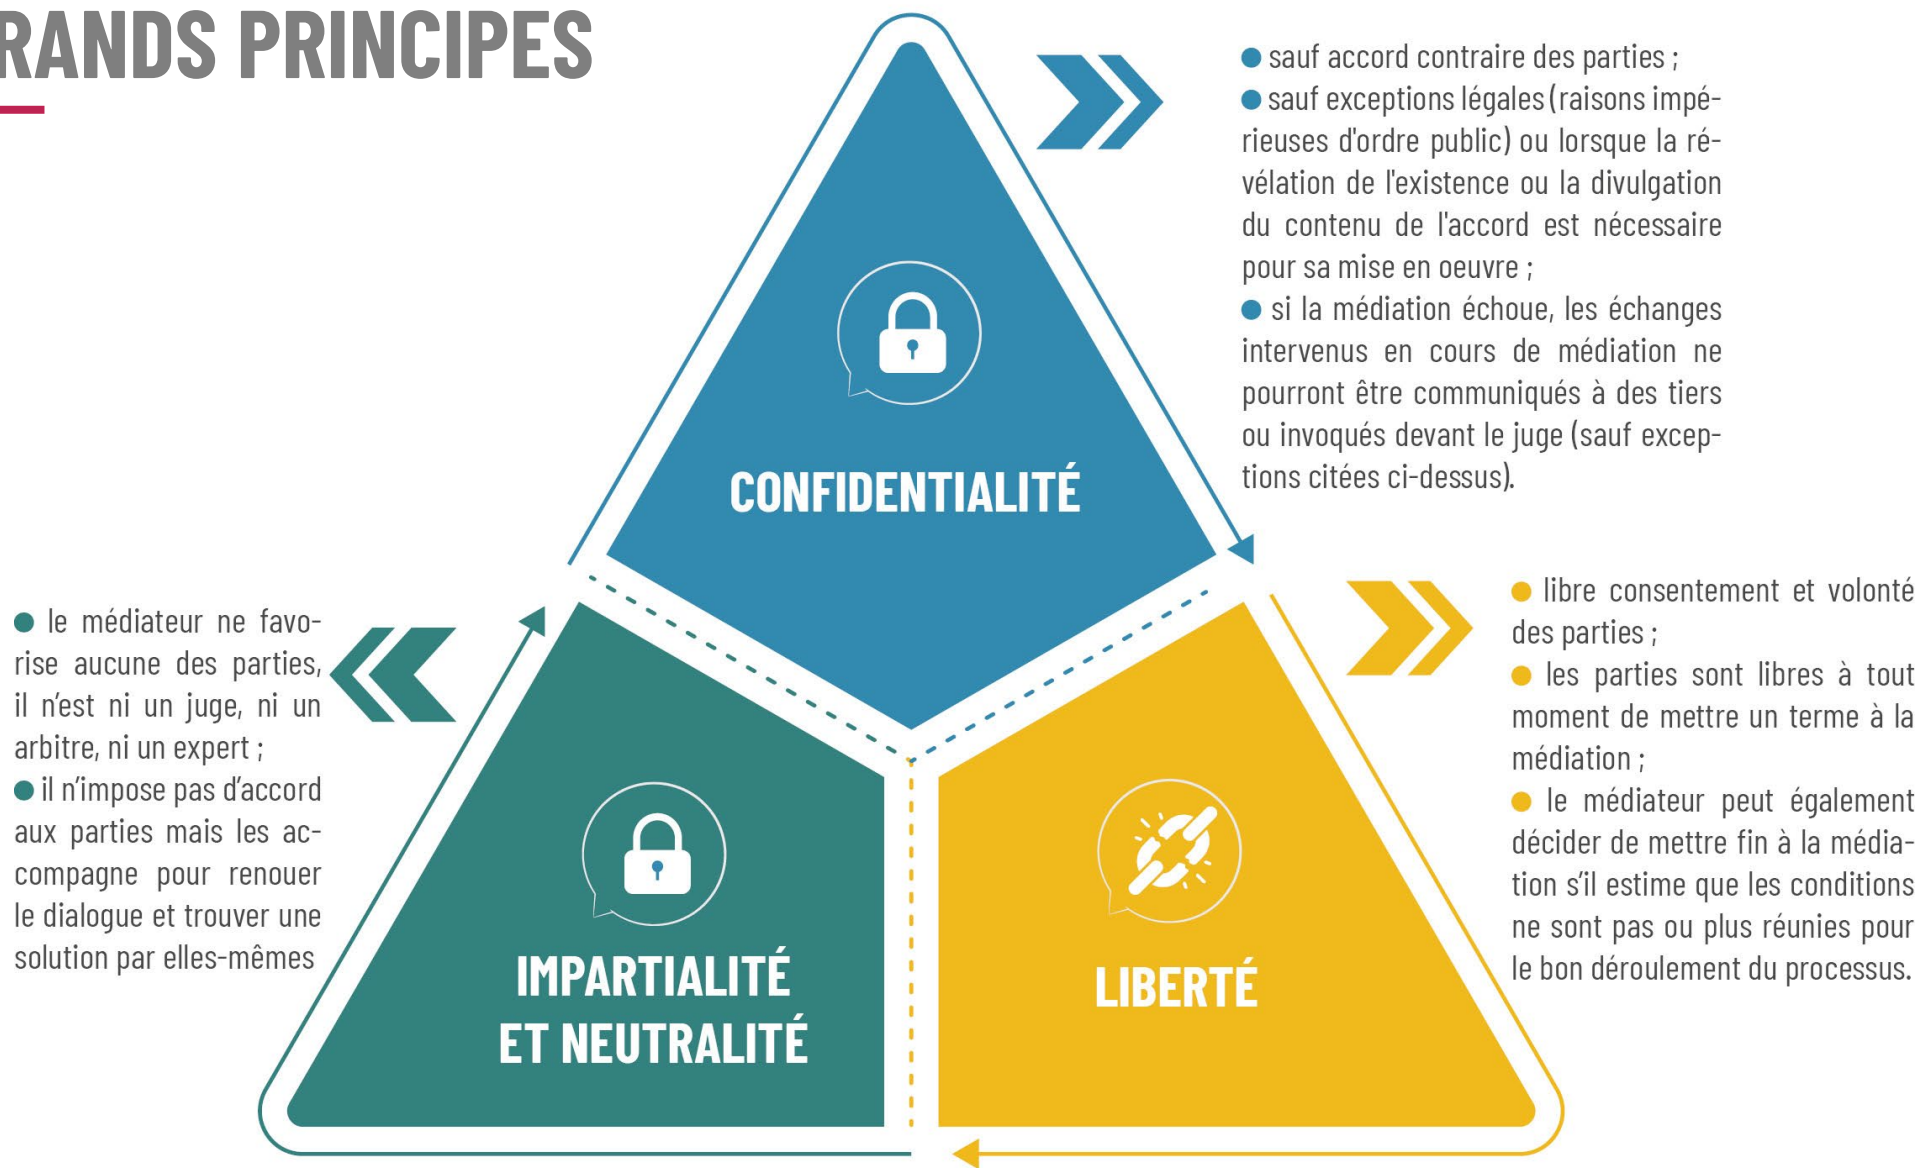 RANDS PRINCIPES
● sauf accord contraire des parties ;
● sauf exceptions légales (raisons impé-
rieuses d'ordre public) ou lorsque la ré-
vélation de l'existence ou la divulgation
du contenu de l'accord est nécessaire
pour sa mise en oeuvre ;
● si la médiation échoue, les échanges
intervenus en cours de médiation ne
pourront être communiqués à des tiers
ou invoqués devant le juge (sauf excep-
tions citées ci-dessus).
CONFIDENTIALITÉ
● le médiateur ne favo-
rise aucune des parties,
il n’est ni un juge, ni un
arbitre, ni un expert ;
● il n’impose pas d’accord
aux parties mais les ac-
compagne pour renouer
le dialogue et trouver une
solution par elles-mêmes
IMPARTIALITÉ
ET NEUTRALITÉ
LIBERTÉ
● libre consentement et volonté
des parties ;
● les parties sont libres à tout
moment de mettre un terme à la
médiation ;
● le médiateur peut également
décider de mettre fin à la média-
tion s’il estime que les conditions
ne sont pas ou plus réunies pour
le bon déroulement du processus.